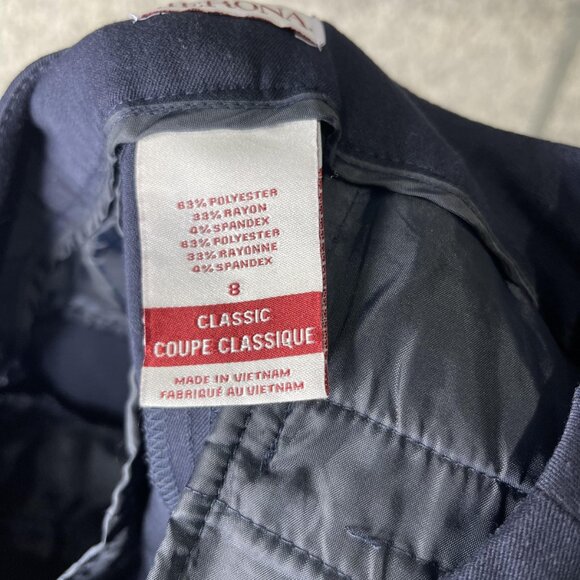 63% POLYESTER
33% RAYON
4% SPANDEX
63% POLYESTER
33% RAYONNE
4% SPANDEX
8
CLASSIC
COUPE CLASSIQUE
MADE IN VIETNAM
FABRIQUÉ AU VIETNAM